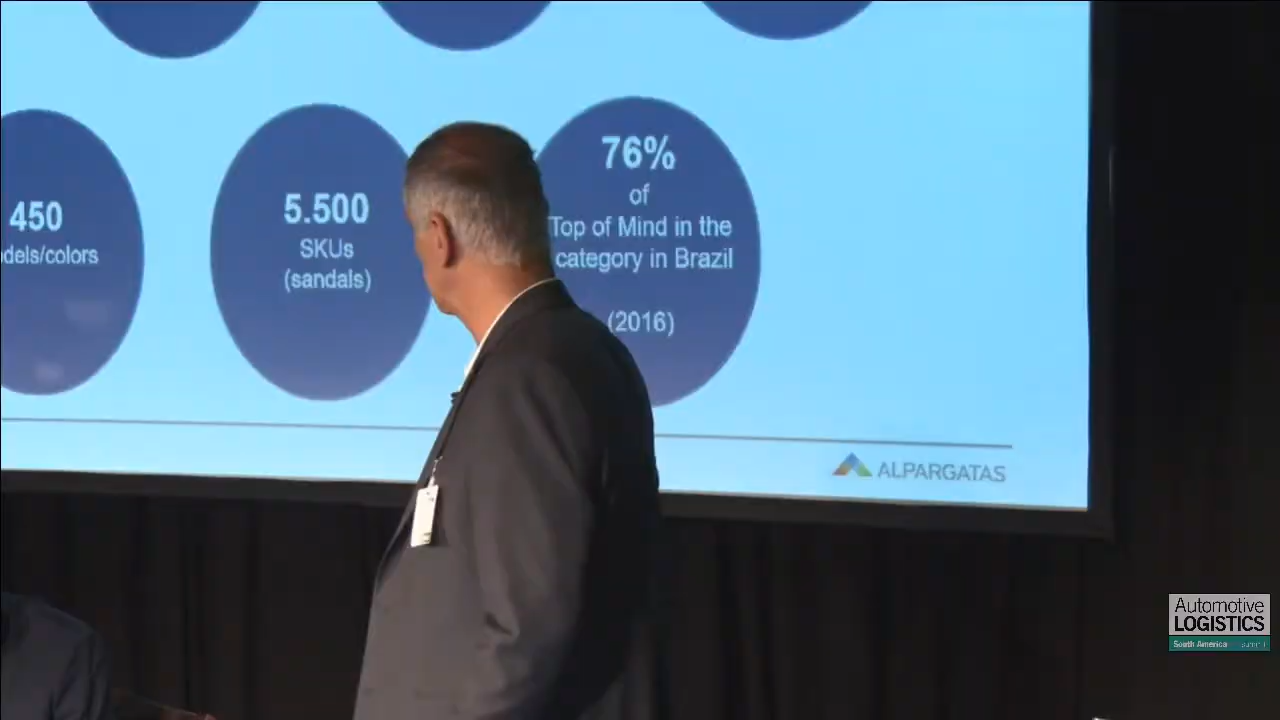 450
dels/colors
5.500
SKUs
(sandals)
76%
of
Top of Mind in the
category in Brazil
(2016)
ALPARGATAS
Automotive
LOGISTICS
South America